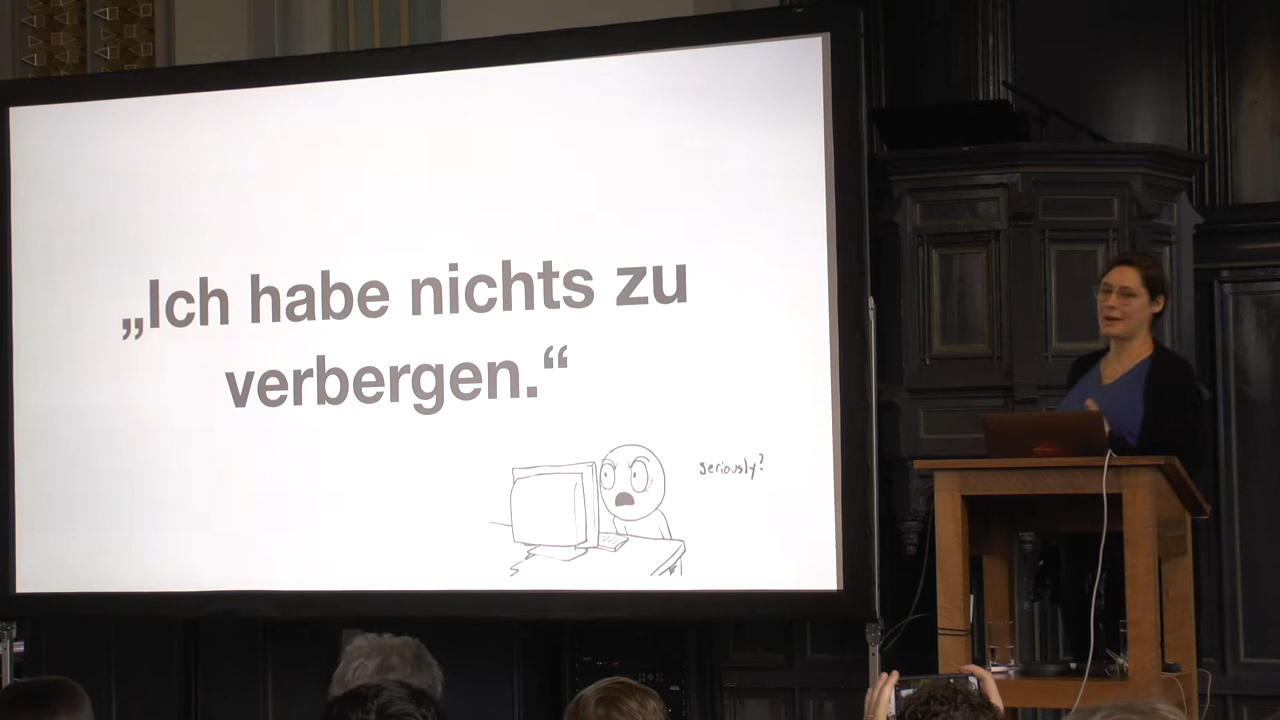 „Ich habe nichts zu
verbergen.“
seriously?